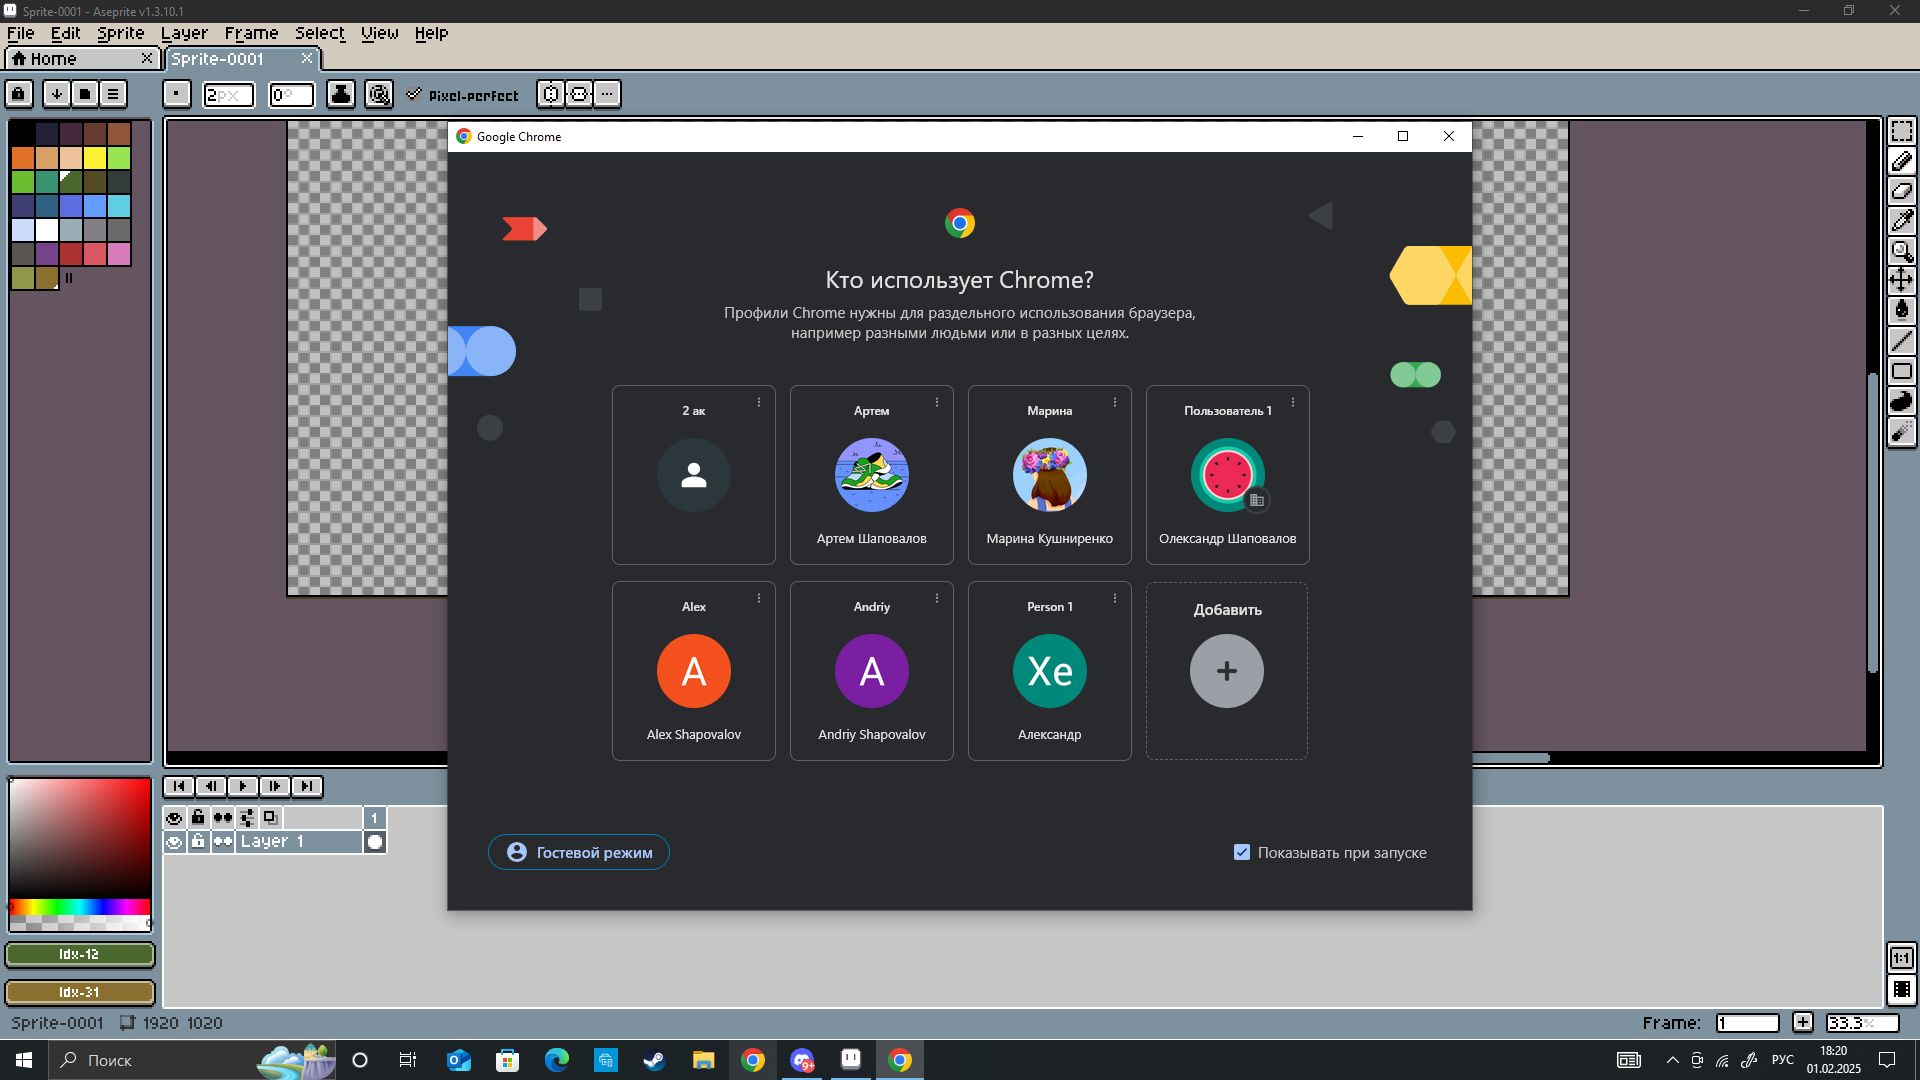 Sprite-0001 - Aseprite v1.3.10.1
File Edit Sprite Layer Frame Select View Help
Home
Sprite-0001
2px
0°
Pixel-perfect
Google Chrome
Кто использует Chrome?
Профили Chrome нужны для раздельного использования браузера,
например разными людьми или в разных целях.
2 ак
Артем
Марина
Пользователь 1
Артем Шаповалов
Марина Кушниренко
Олександр Шаповалов
Alex
Andriy
Person 1
Добавить
A
A
Xe
Alex Shapovalov
Andriy Shapovalov
Александр
Гостевой режим
Показывать при запуске
1
Layer 1
Idx-12
Idx-31
1:1
Sprite-0001 1920 1020
Frame: 1
33.3%
Поиск
9+
РУС
18:20
01.02.2025